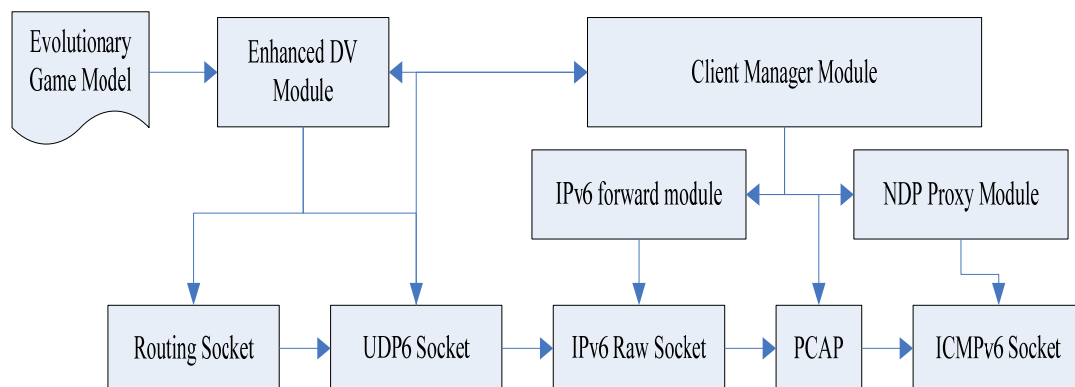 Evolutionary
Game Model
Enhanced DV
Module
Client Manager Module
IPv6 forward module
NDP Proxy Module
Routing Socket
UDP6 Socket
IPv6 Raw Socket
PCAP
ICMPv6 Socket